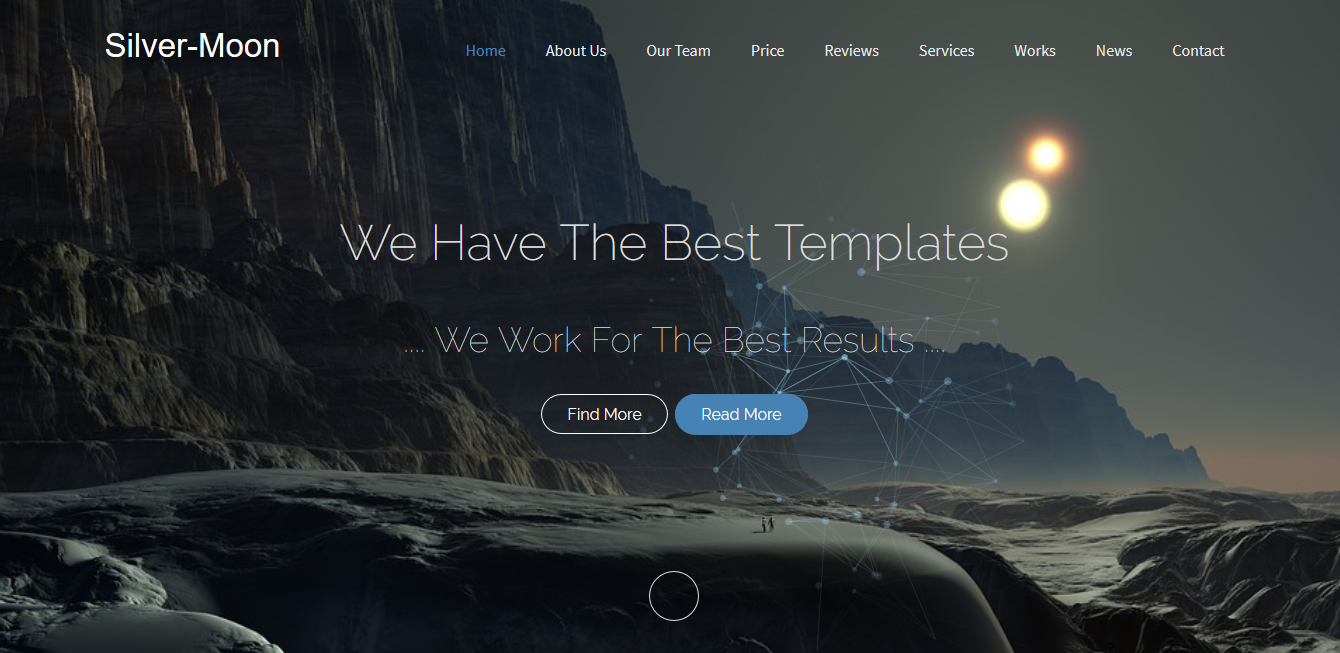 Silver-Moon
Home About Us Our Team Price Reviews Services Works News Contact
We Have The Best Templates
.... We Work For The Best Results ....
Find More Read More